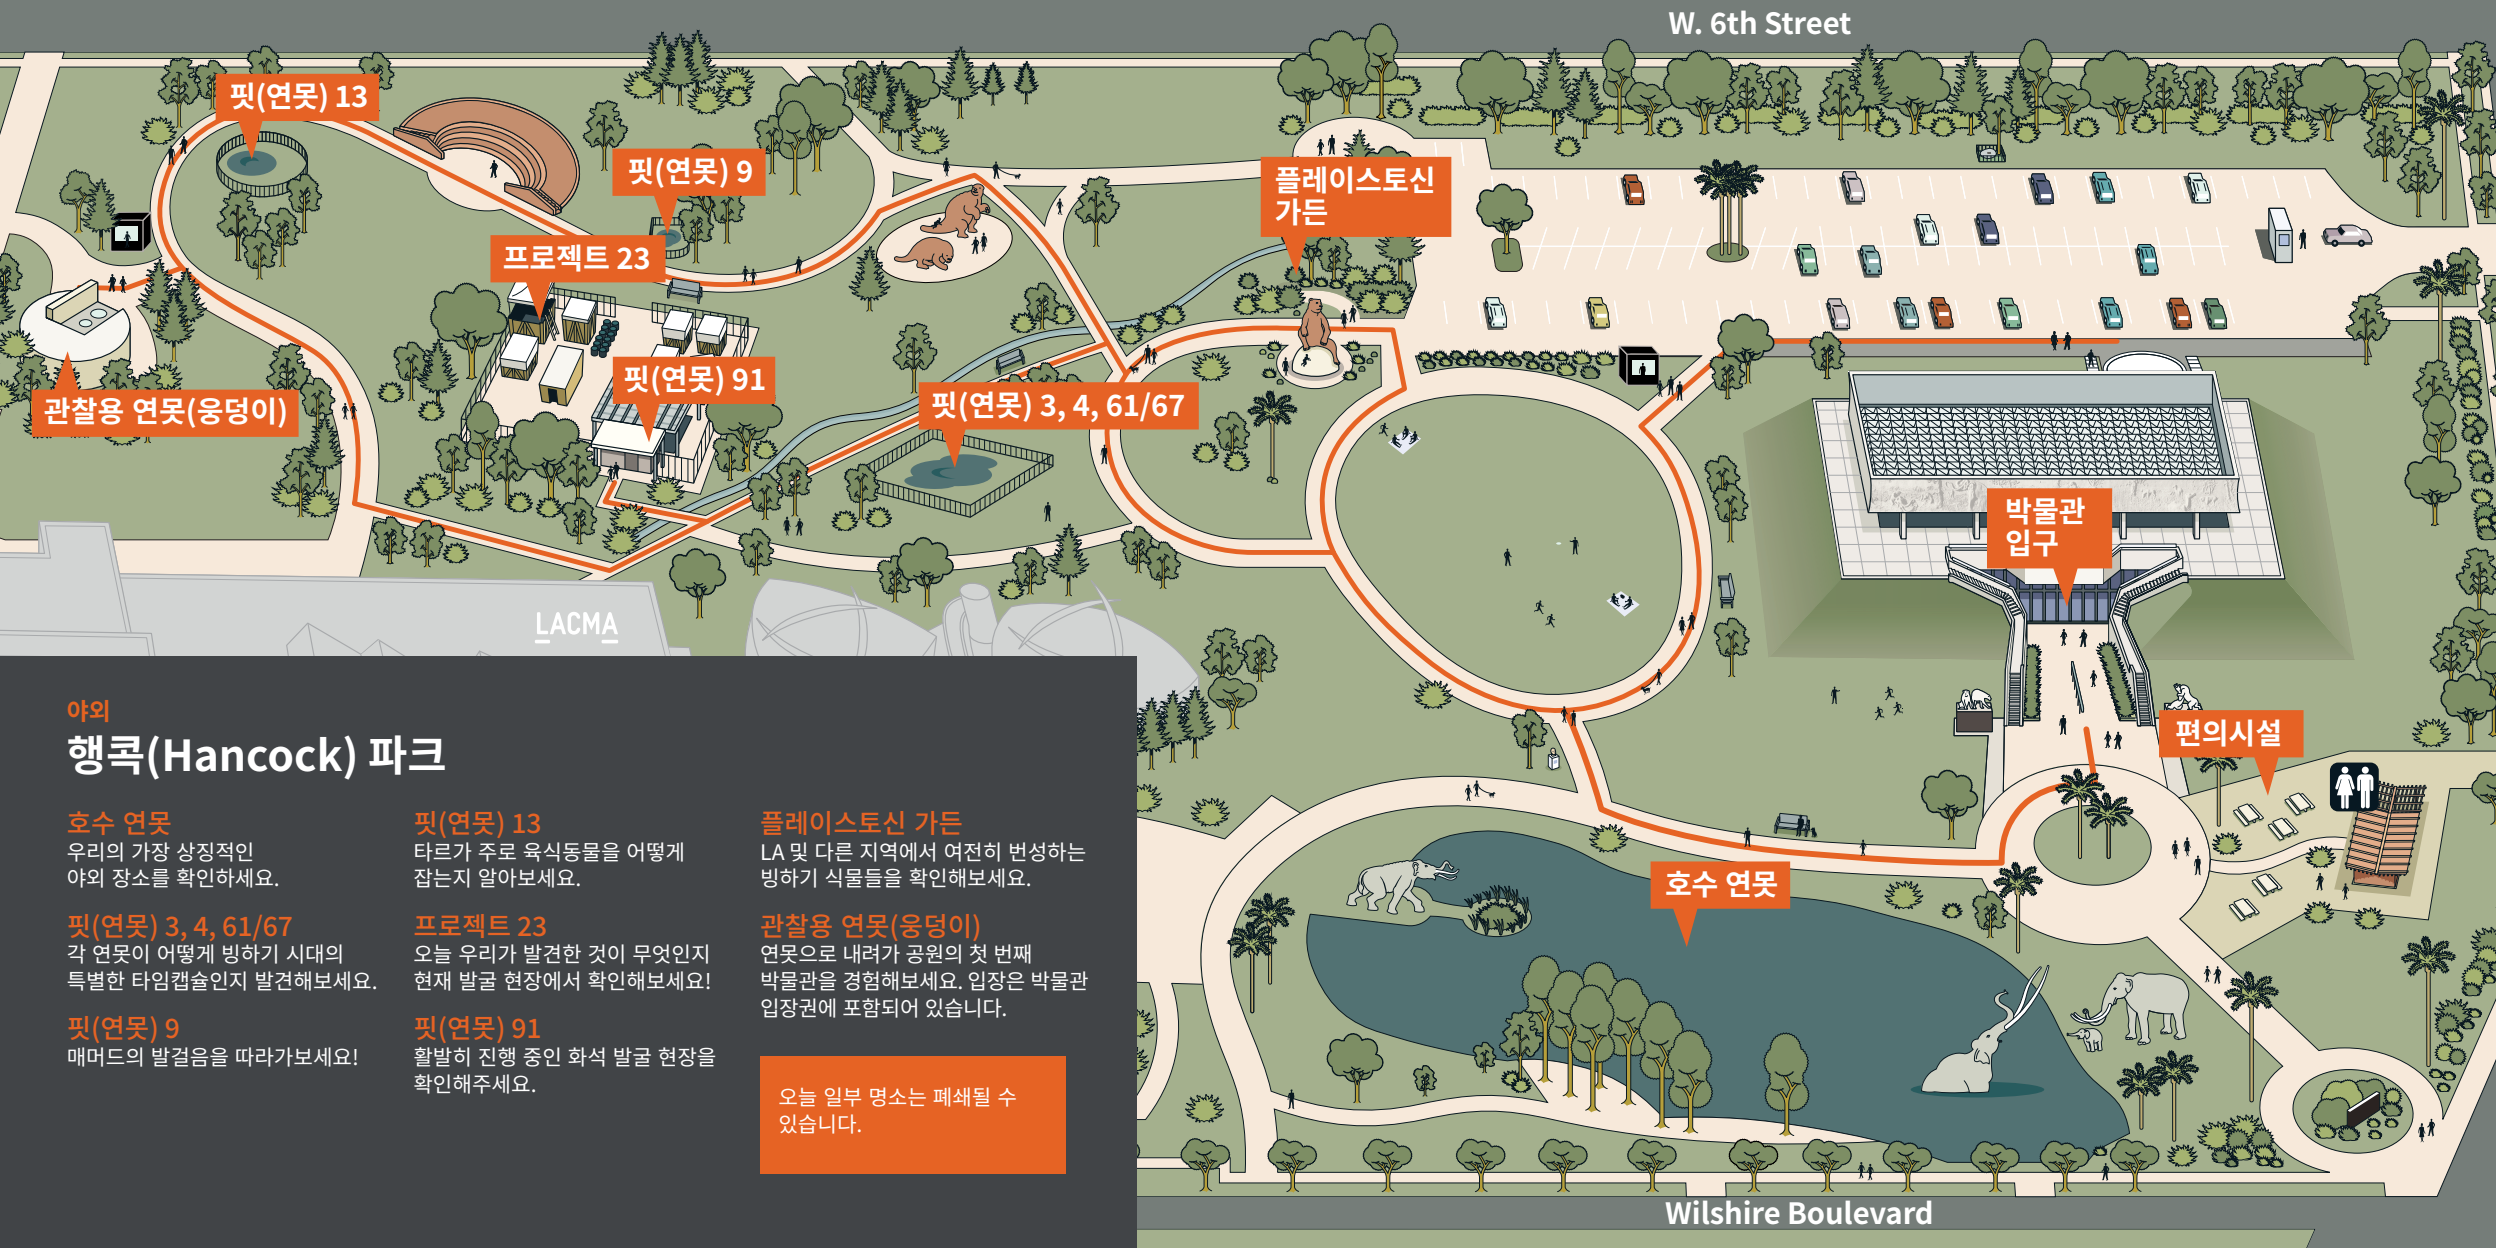 W. 6th Street
핏(연못) 13
핏(연못) 9
플레이스토신
가든
프로젝트 23
핏(연못) 91
핏(연못) 3, 4, 61/67
관찰용 연못(웅덩이)
박물관
입구
LACMA
편의시설
호수 연못
Wilshire Boulevard
야외
행콕(Hancock) 파크
호수 연못
우리의 가장 상징적인
야외 장소를 확인하세요.
핏(연못) 3, 4, 61/67
각 연못이 어떻게 빙하기 시대의
특별한 타임캡슐인지 발견해보세요.
핏(연못) 9
매머드의 발걸음을 따라가보세요!
핏(연못) 13
타르가 주로 육식동물을 어떻게
잡는지 알아보세요.
프로젝트 23
오늘 우리가 발견한 것이 무엇인지
현재 발굴 현장에서 확인해보세요!
핏(연못) 91
활발히 진행 중인 화석 발굴 현장을
확인해주세요.
플레이스토신 가든
LA 및 다른 지역에서 여전히 번성하는
빙하기 식물들을 확인해보세요.
관찰용 연못(웅덩이)
연못으로 내려가 공원의 첫 번째
박물관을 경험해보세요. 입장은 박물관
입장권에 포함되어 있습니다.
오늘 일부 명소는 폐쇄될 수
있습니다.